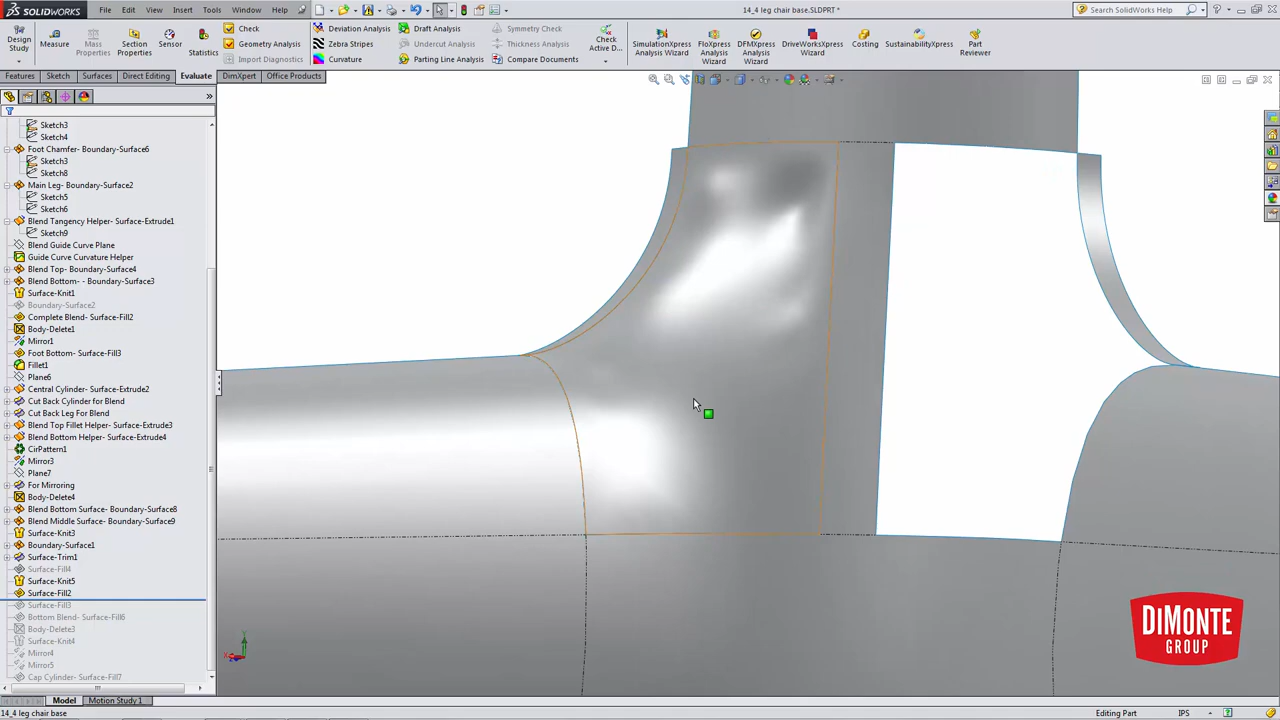 SOLIDWORKS File Edit View Insert Tools Window Help 14_4 leg chair base.SLDPRT * Search SolidWorks Help
Design Study
Measure
Mass Properties
Section Properties
Sensor
Statistics
Check
Geometry Analysis
Import Diagnostics
Deviation Analysis
Zebra Stripes
Curvature
Draft Analysis
Undercut Analysis
Parting Line Analysis
Symmetry Check
Thickness Analysis
Compare Documents
Check Active D...
SimulationXpress Analysis Wizard
FloXpress Analysis Wizard
DFMXpress Analysis Wizard
DriveWorksXpress Wizard
Costing
SustainabilityXpress
Part Reviewer
Features Sketch Surfaces Direct Editing Evaluate DimXpert Office Products
Sketch3
Sketch4
Foot Chamfer- Boundary-Surface6
Sketch3
Sketch8
Main Leg- Boundary-Surface2
Sketch5
Sketch6
Blend Tangency Helper- Surface-Extrude1
Sketch9
Blend Guide Curve Plane
Guide Curve Curvature Helper
Blend Top- Boundary-Surface4
Blend Bottom- - Boundary-Surface3
Surface-Knit1
Boundary-Surface2
Complete Blend- Surface-Fill2
Body-Delete1
Mirror1
Foot Bottom- Surface-Fill3
Fillet1
Plane6
Central Cylinder- Surface-Extrude2
Cut Back Cylinder for Blend
Cut Back Leg For Blend
Blend Top Fillet Helper- Surface-Extrude3
Blend Bottom Helper- Surface-Extrude4
CirPattern1
Mirror3
Plane7
For Mirroring
Body-Delete4
Blend Bottom Surface- Boundary-Surface8
Blend Middle Surface- Boundary-Surface9
Surface-Knit3
Boundary-Surface1
Surface-Trim1
Surface-Fill4
Surface-Knit5
Surface-Fill2
Surface-Fill3
Bottom Blend- Surface-Fill6
Body-Delete3
Surface-Knit4
Mirror4
Mirror5
Cap Cylinder- Surface-Fill7
DIMONTE
GROUP
Model Motion Study 1
14_4 leg chair base Editing Part IPS